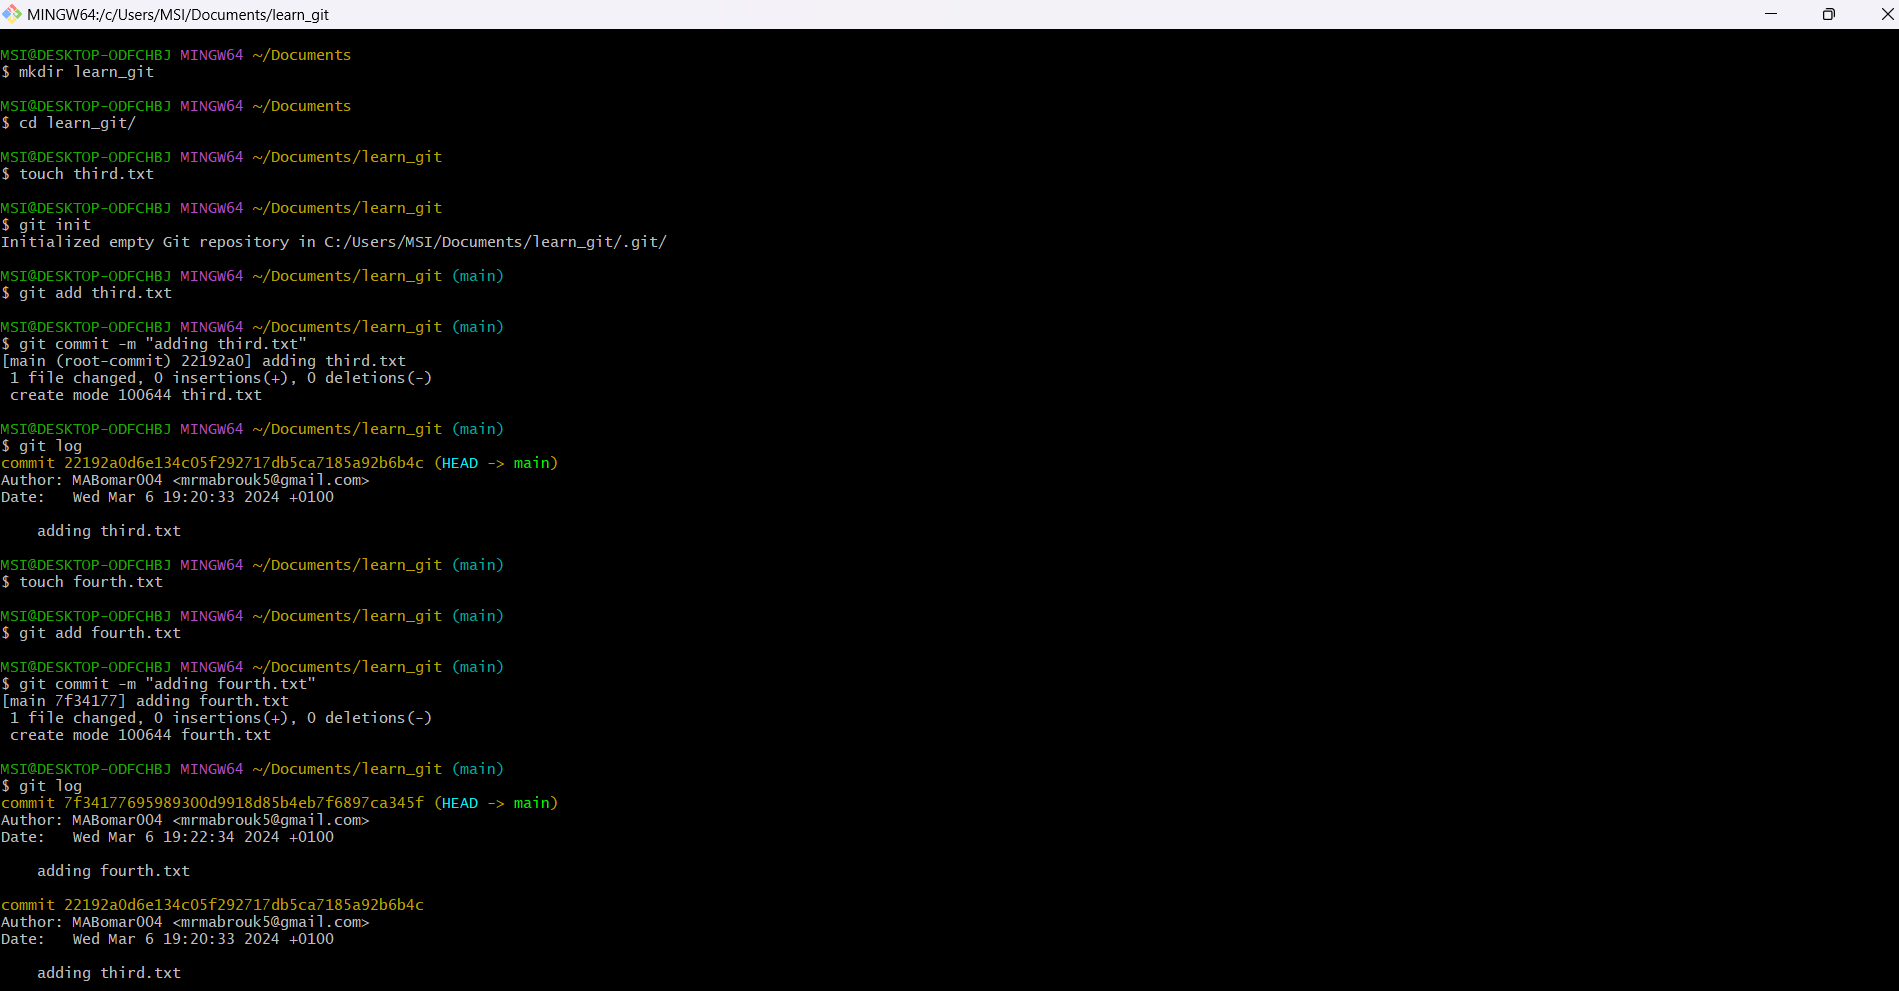 MINGW64:/c/Users/MSI/Documents/learn_git
MSI@DESKTOP-ODFCHBJ MINGW64 ~/Documents
$ mkdir learn_git
MSI@DESKTOP-ODFCHBJ MINGW64 ~/Documents
$ cd learn_git/
MSI@DESKTOP-ODFCHBJ MINGW64 ~/Documents/learn_git
$ touch third.txt
MSI@DESKTOP-ODFCHBJ MINGW64 ~/Documents/learn_git
$ git init
Initialized empty Git repository in C:/Users/MSI/Documents/learn_git/.git/
MSI@DESKTOP-ODFCHBJ MINGW64 ~/Documents/learn_git (main)
$ git add third.txt
MSI@DESKTOP-ODFCHBJ MINGW64 ~/Documents/learn_git (main)
$ git commit -m "adding third.txt"
[main (root-commit) 22192a0] adding third.txt
 1 file changed, 0 insertions(+), 0 deletions(-)
 create mode 100644 third.txt
MSI@DESKTOP-ODFCHBJ MINGW64 ~/Documents/learn_git (main)
$ git log
commit 22192a0d6e134c05f292717db5ca7185a92b6b4c (HEAD -> main)
Author: MABomar004 <mrmabrouk5@gmail.com>
Date:   Wed Mar 6 19:20:33 2024 +0100
    adding third.txt
MSI@DESKTOP-ODFCHBJ MINGW64 ~/Documents/learn_git (main)
$ touch fourth.txt
MSI@DESKTOP-ODFCHBJ MINGW64 ~/Documents/learn_git (main)
$ git add fourth.txt
MSI@DESKTOP-ODFCHBJ MINGW64 ~/Documents/learn_git (main)
$ git commit -m "adding fourth.txt"
[main 7f34177] adding fourth.txt
 1 file changed, 0 insertions(+), 0 deletions(-)
 create mode 100644 fourth.txt
MSI@DESKTOP-ODFCHBJ MINGW64 ~/Documents/learn_git (main)
$ git log
commit 7f34177695989300d9918d85b4eb7f6897ca345f (HEAD -> main)
Author: MABomar004 <mrmabrouk5@gmail.com>
Date:   Wed Mar 6 19:22:34 2024 +0100
    adding fourth.txt
commit 22192a0d6e134c05f292717db5ca7185a92b6b4c
Author: MABomar004 <mrmabrouk5@gmail.com>
Date:   Wed Mar 6 19:20:33 2024 +0100
    adding third.txt